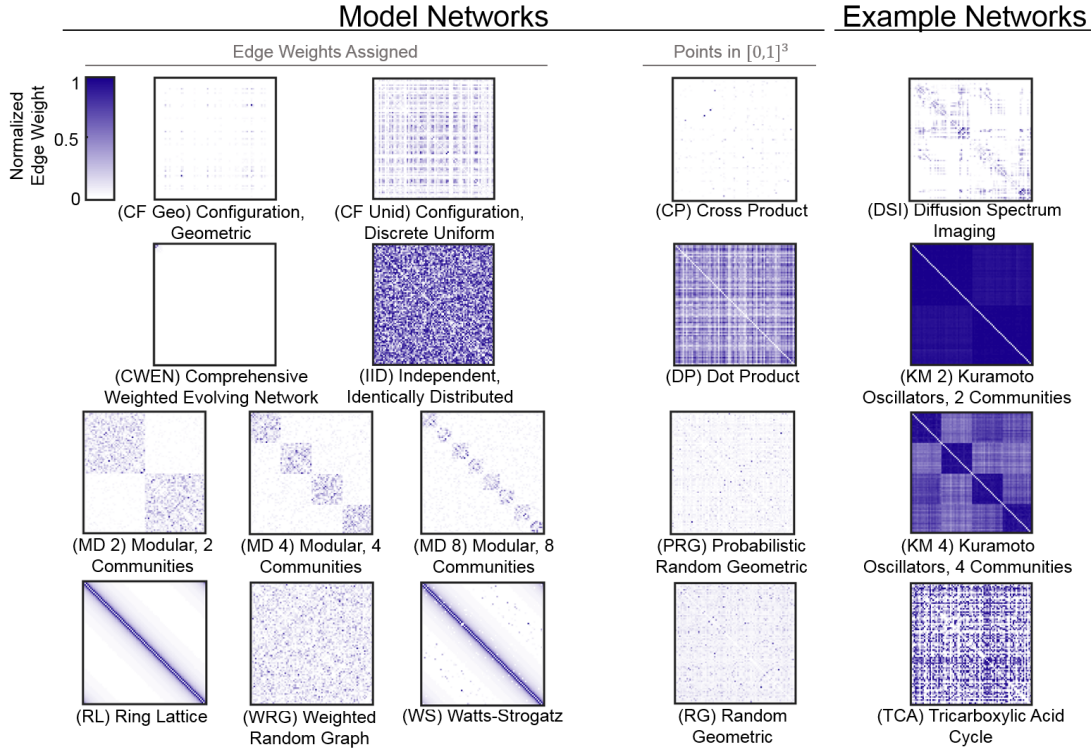 Model Networks
Example Networks
Edge Weights Assigned
Points in [0,1]³
Normalized
Edge Weight
1
0.5
0
(CF Geo) Configuration,
Geometric
(CF Unid) Configuration,
Discrete Uniform
(CP) Cross Product
(DSI) Diffusion Spectrum
Imaging
(CWEN) Comprehensive
Weighted Evolving Network
(IID) Independent,
Identically Distributed
(DP) Dot Product
(KM 2) Kuramoto
Oscillators, 2 Communities
(MD 2) Modular, 2
Communities
(MD 4) Modular, 4
Communities
(MD 8) Modular, 8
Communities
(PRG) Probabilistic
Random Geometric
(KM 4) Kuramoto
Oscillators, 4 Communities
(RL) Ring Lattice
(WRG) Weighted
Random Graph
(WS) Watts-Strogatz
(RG) Random
Geometric
(TCA) Tricarboxylic Acid
Cycle